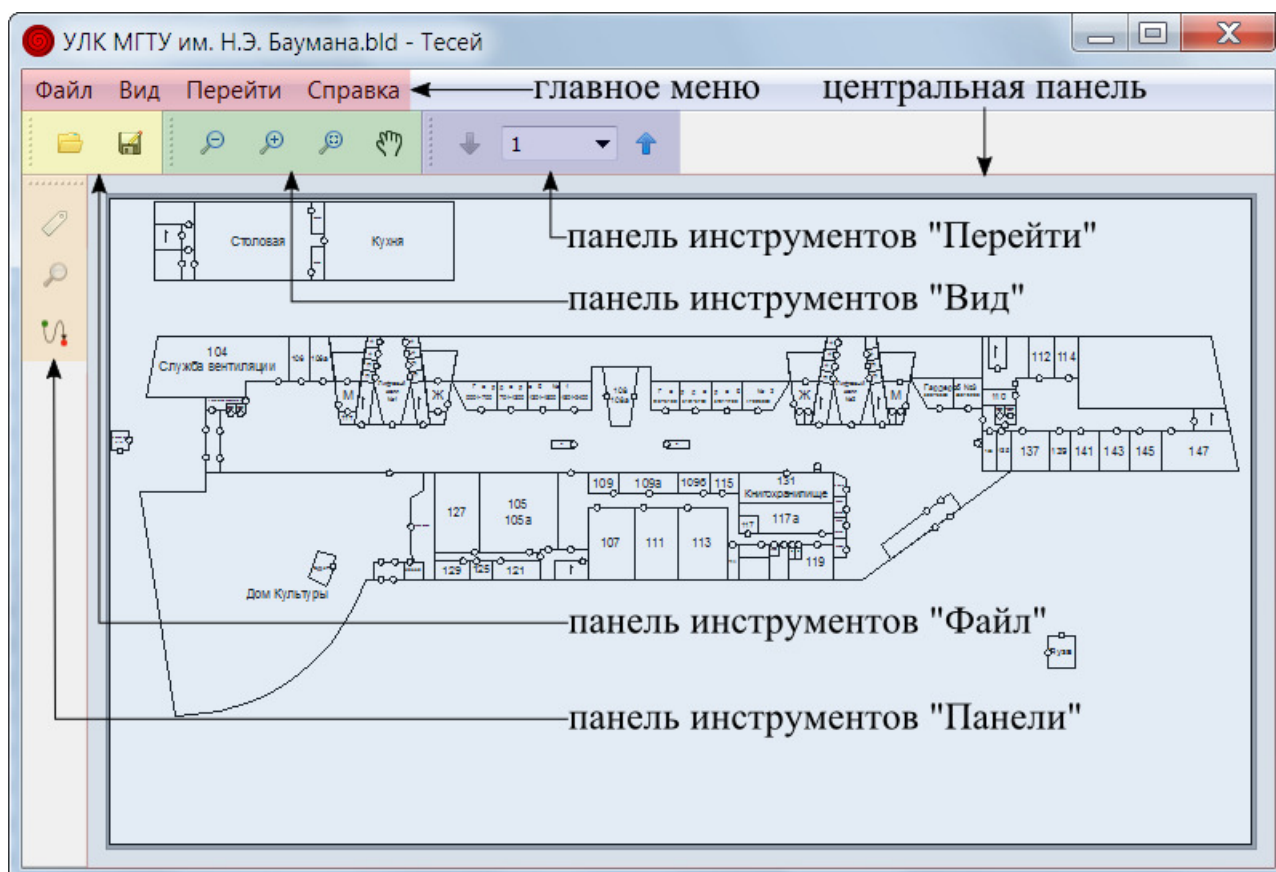 УЛК МГТУ им. Н.Э. Баумана.bld - Тесей
Файл Вид Перейти Справка
главное меню
центральная панель
1
панель инструментов "Перейти"
Столовая
Кухня
панель инструментов "Вид"
104
Служба вентиляции
112
114
110
М
Ж
Ж
М
137
139
141
143
145
147
109
109а
109б
115
131
Книгохранилище
127
105
105а
117
117а
107
111
113
119
129
125
121
Дом Культуры
панель инструментов "Файл"
панель инструментов "Панели"